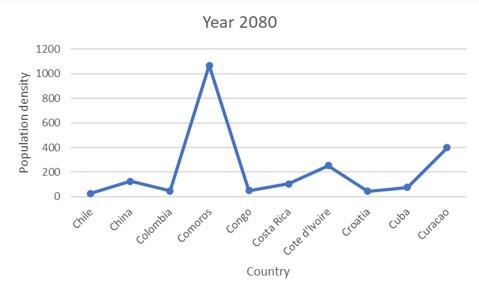 Year 2080
Population density
1200
1000
800
600
400
200
0
Chile
China
Colombia
Comoros
Congo
Costa Rica
Cote d'Ivoire
Croatia
Cuba
Curacao
Country